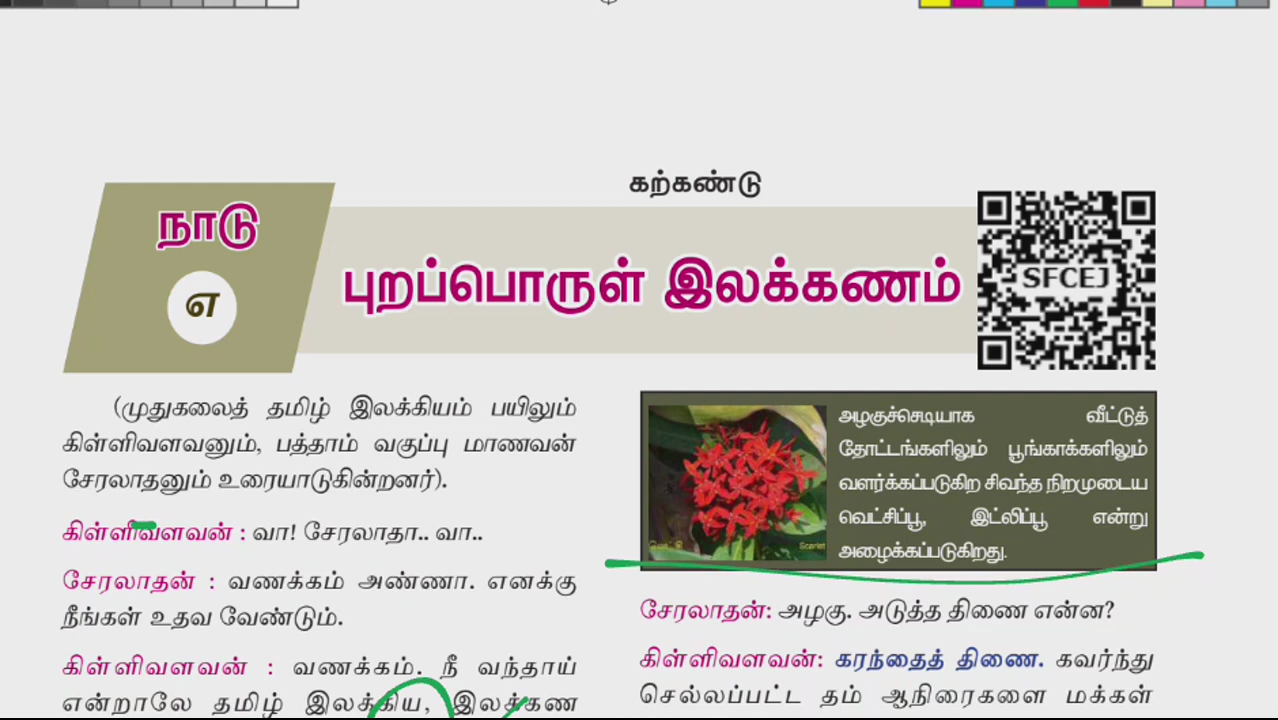 கற்கண்டு
நாடு
எ
புறப்பொருள் இலக்கணம்
SFCEJ
(முதுகலைத் தமிழ் இலக்கியம் பயிலும்
கிள்ளிவளவனும், பத்தாம் வகுப்பு மாணவன்
சேரலாதனும் உரையாடுகின்றனர்).
கிள்ளிவளவன் : வா! சேரலாதா.. வா..
சேரலாதன் : வணக்கம் அண்ணா. எனக்கு
நீங்கள் உதவ வேண்டும்.
கிள்ளிவளவன் : வணக்கம். நீ வந்தாய்
என்றாலே தமிழ் இலக்கிய, இலக்கண
அழகுச்செடியாக வீட்டுத்
தோட்டங்களிலும் பூங்காக்களிலும்
வளர்க்கப்படுகிற சிவந்த நிறமுடைய
வெட்சிப்பூ, இட்லிப்பூ என்று
அழைக்கப்படுகிறது.
Scarlet
சேரலாதன்: அழகு. அடுத்த திணை என்ன?
கிள்ளிவளவன்: கரந்தைத் திணை. கவர்ந்து
செல்லப்பட்ட தம் ஆநிரைகளை மக்கள்